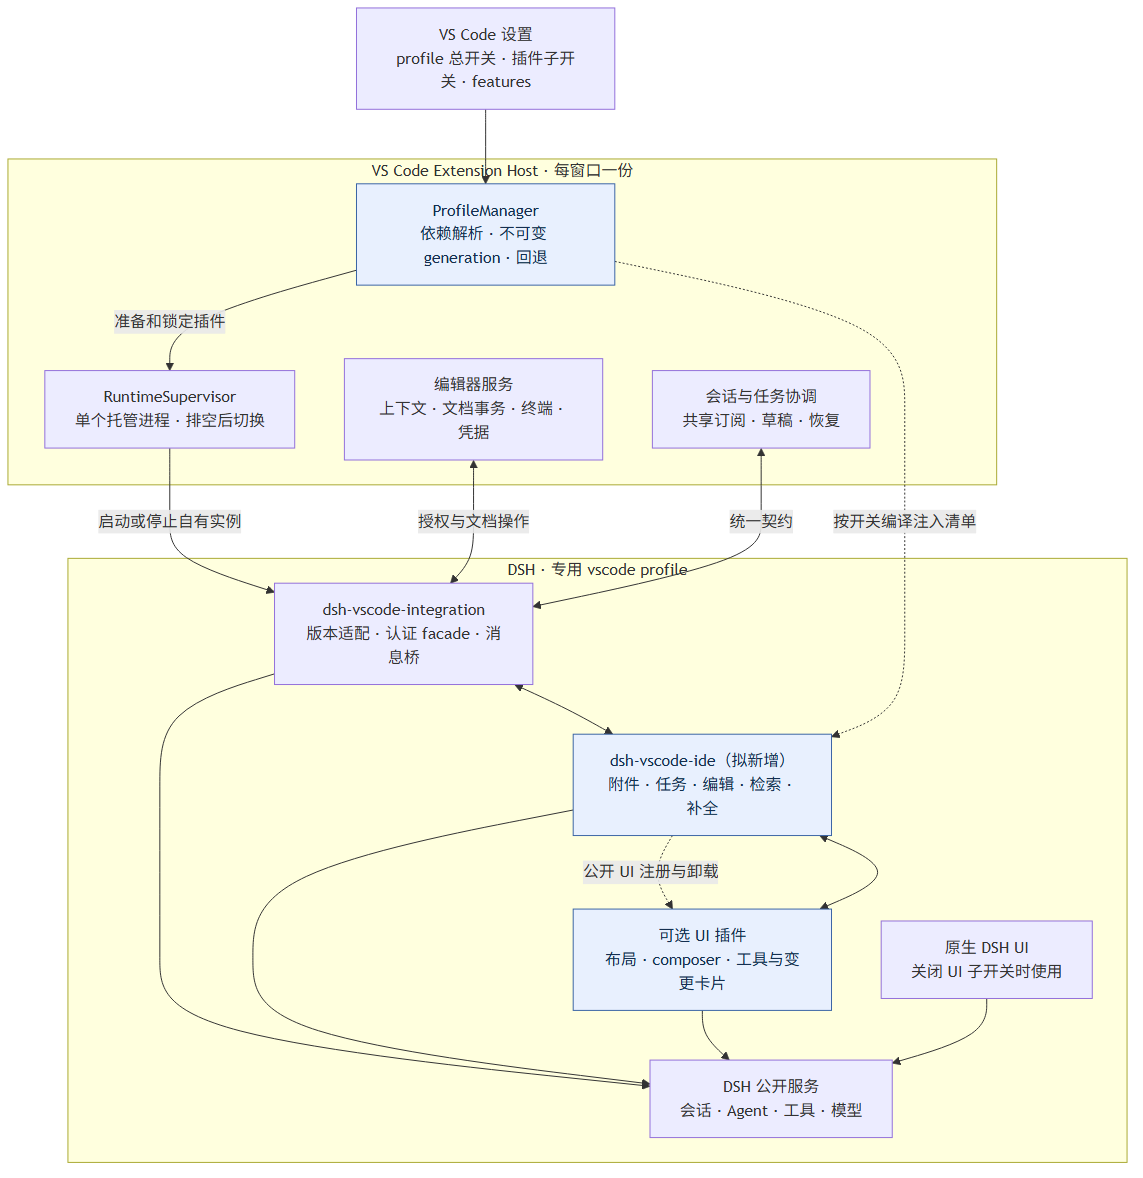 VS Code 设置
profile 总开关 · 插件子开
关 · features
VS Code Extension Host · 每窗口一份
ProfileManager
依赖解析 · 不可变
generation · 回退
准备和锁定插件
RuntimeSupervisor
单个托管进程 · 排空后切换
编辑器服务
上下文 · 文档事务 · 终端 ·
凭据
会话与任务协调
共享订阅 · 草稿 · 恢复
启动或停止自有实例
授权与文档操作
统一契约
按开关编译注入清单
DSH · 专用 vscode profile
dsh-vscode-integration
版本适配 · 认证 facade · 消
息桥
dsh-vscode-ide（拟新增）
附件 · 任务 · 编辑 · 检索 ·
补全
公开 UI 注册与卸载
可选 UI 插件
布局 · composer · 工具与变
更卡片
原生 DSH UI
关闭 UI 子开关时使用
DSH 公开服务
会话 · Agent · 工具 · 模型